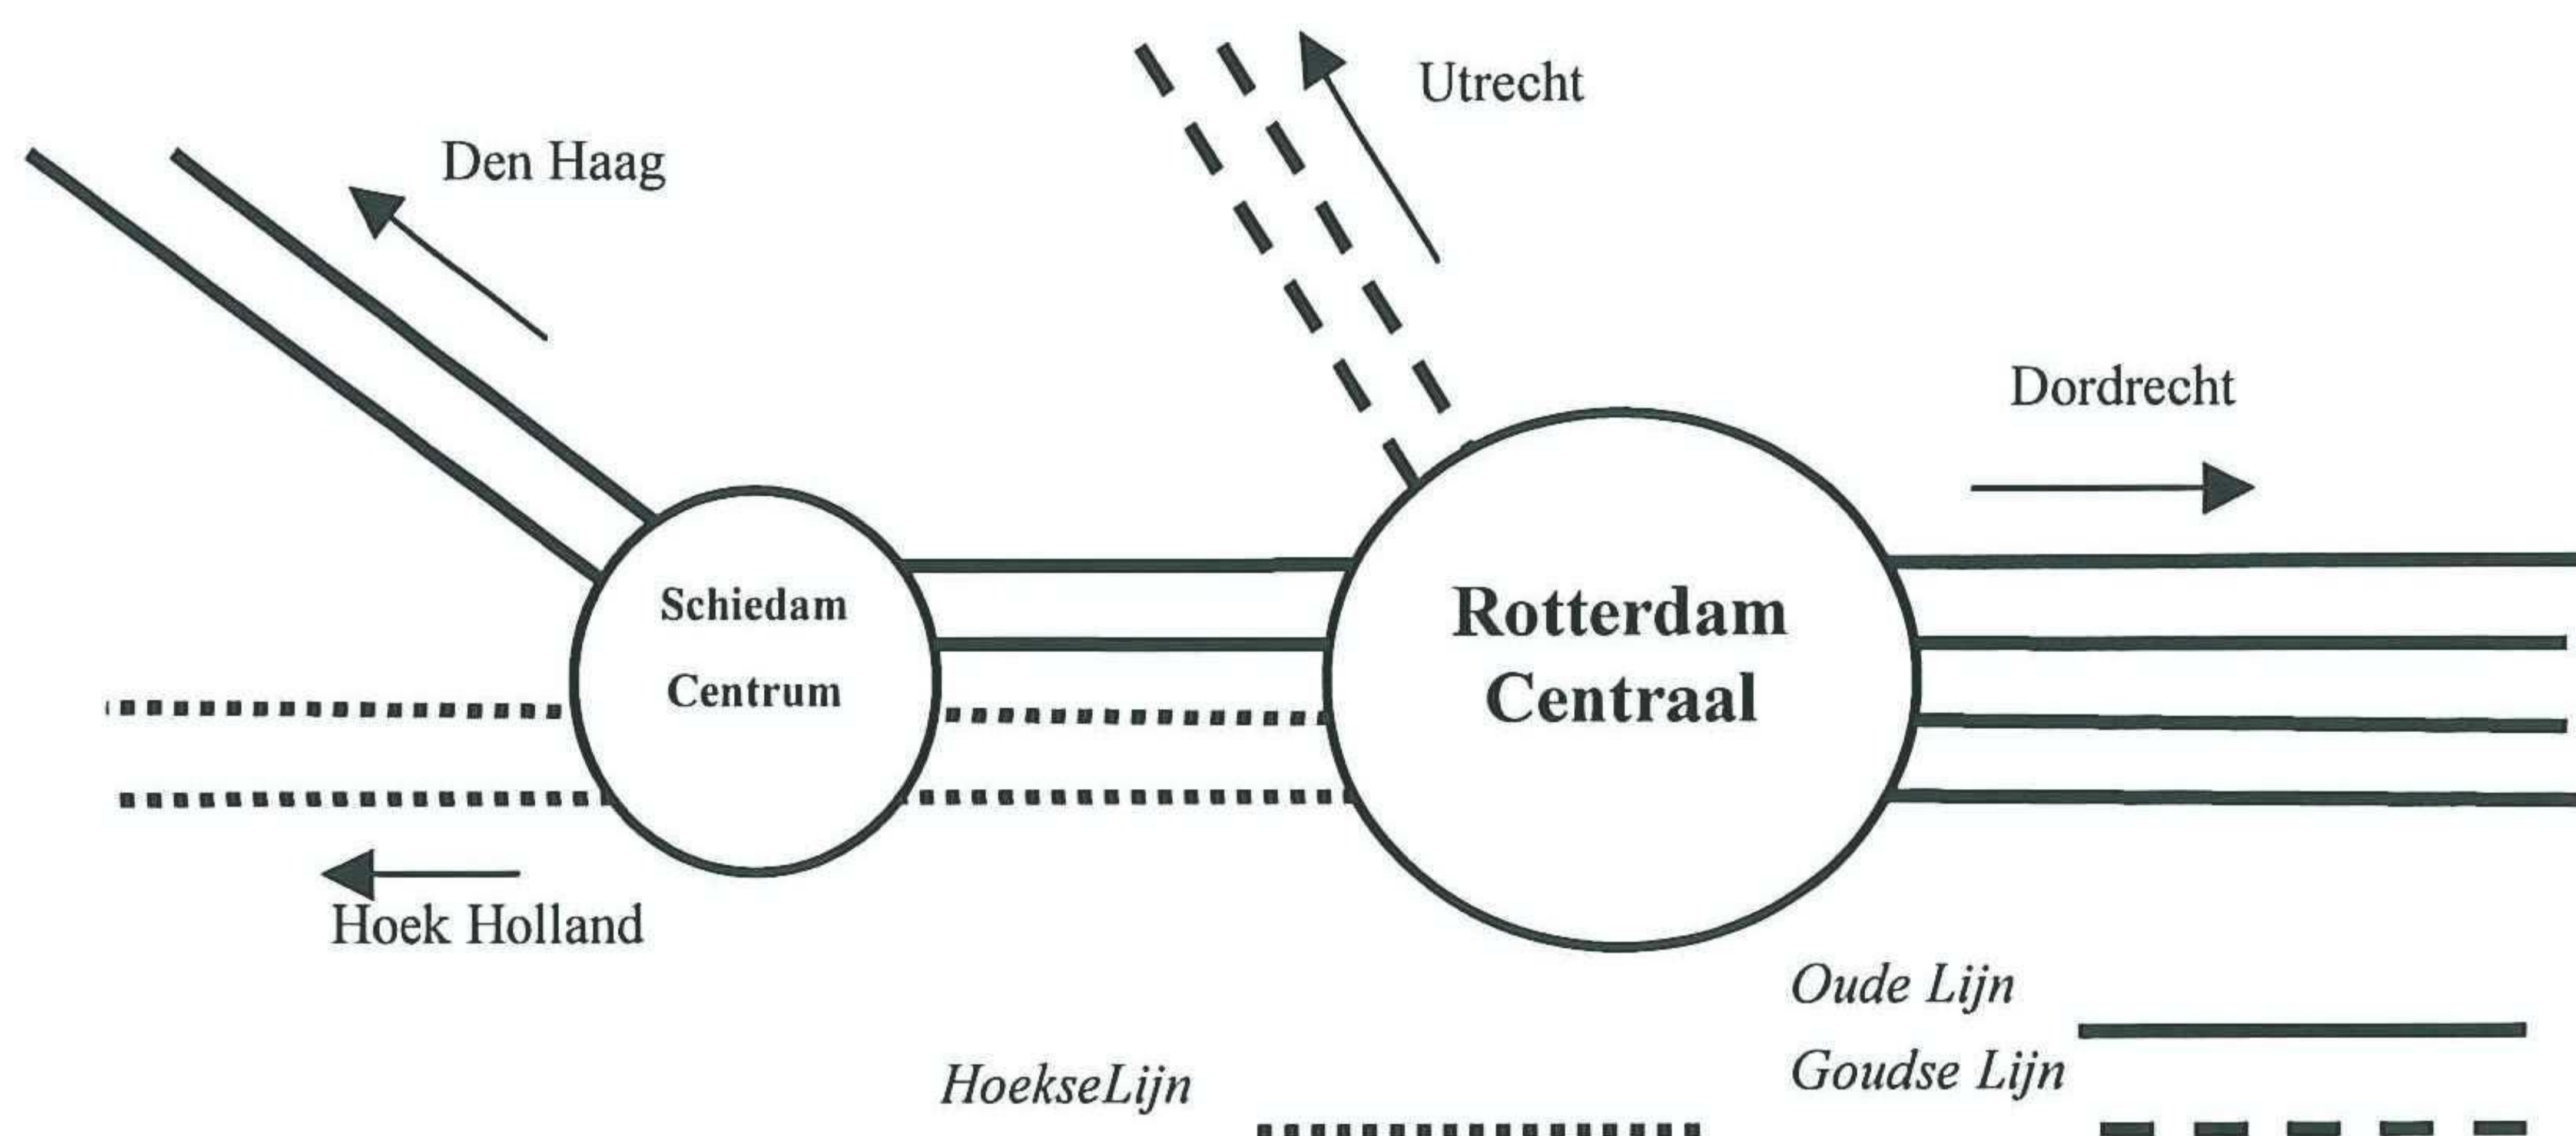 Utrecht
Den Haag
Dordrecht
Schiedam
Centrum
Rotterdam
Centraal
Hoek Holland
Oude Lijn
Goudse Lijn
HoekseLijn